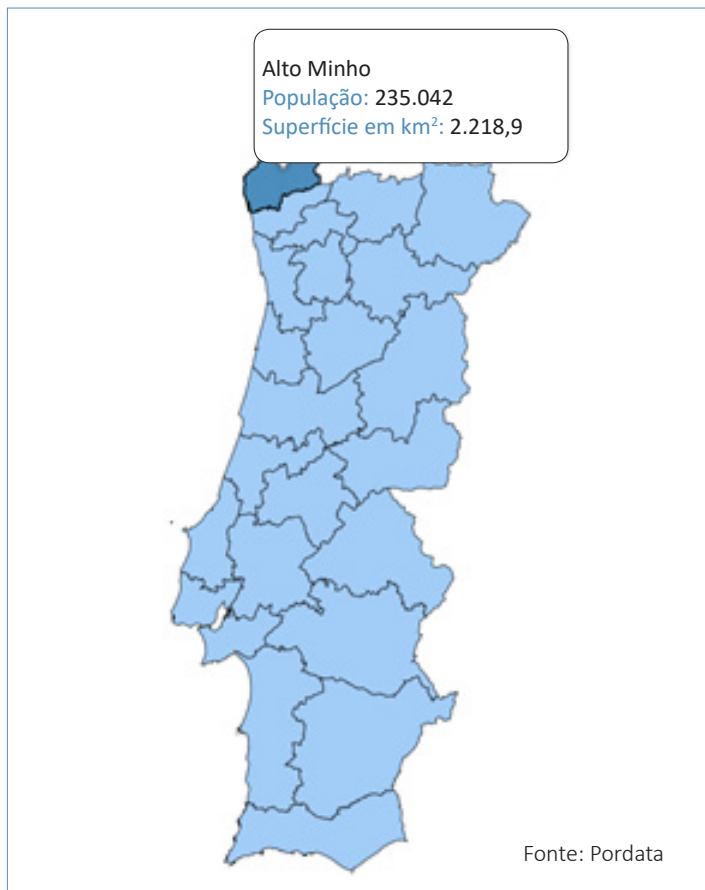 Alto Minho
População: 235.042
Superfície em km²: 2.218,9
Fonte: Pordata